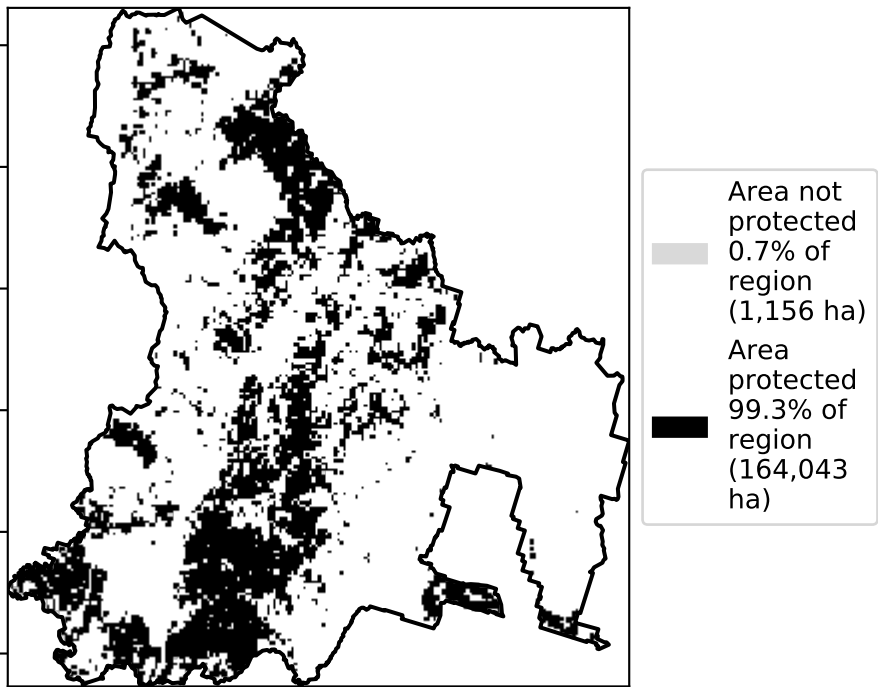 Area not
protected
0.7% of
region
(1,156 ha)
Area
protected
99.3% of
region
(164,043
ha)